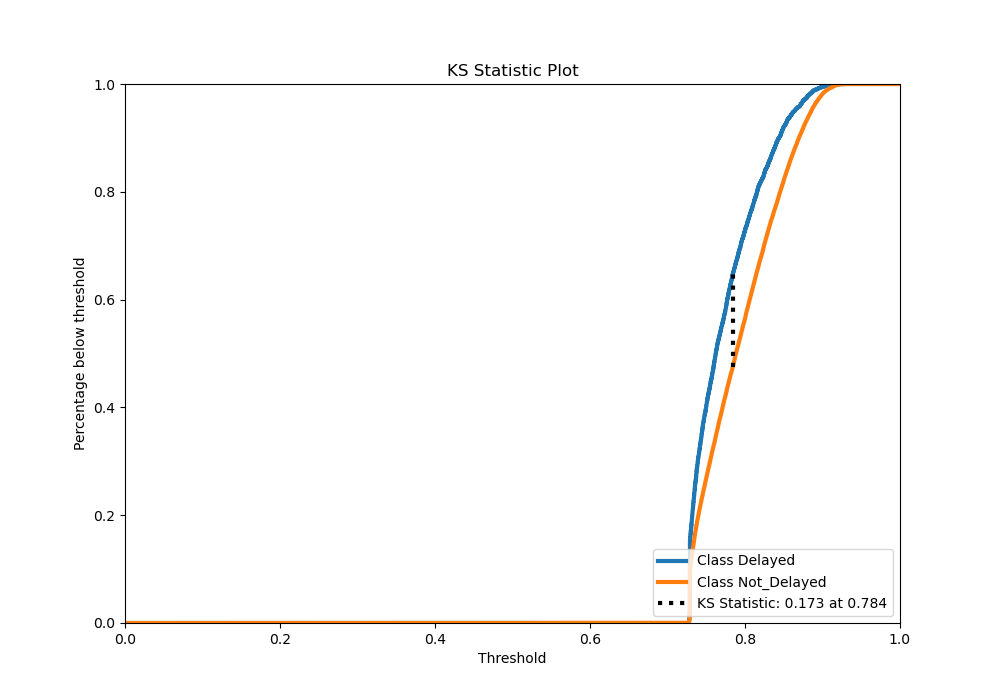 KS Statistic Plot
1.0
0.8
0.6
0.4
0.2
0.0
Percentage below threshold
0.0 0.2 0.4 0.6 0.8 1.0
Threshold
Class Delayed
Class Not_Delayed
KS Statistic: 0.173 at 0.784